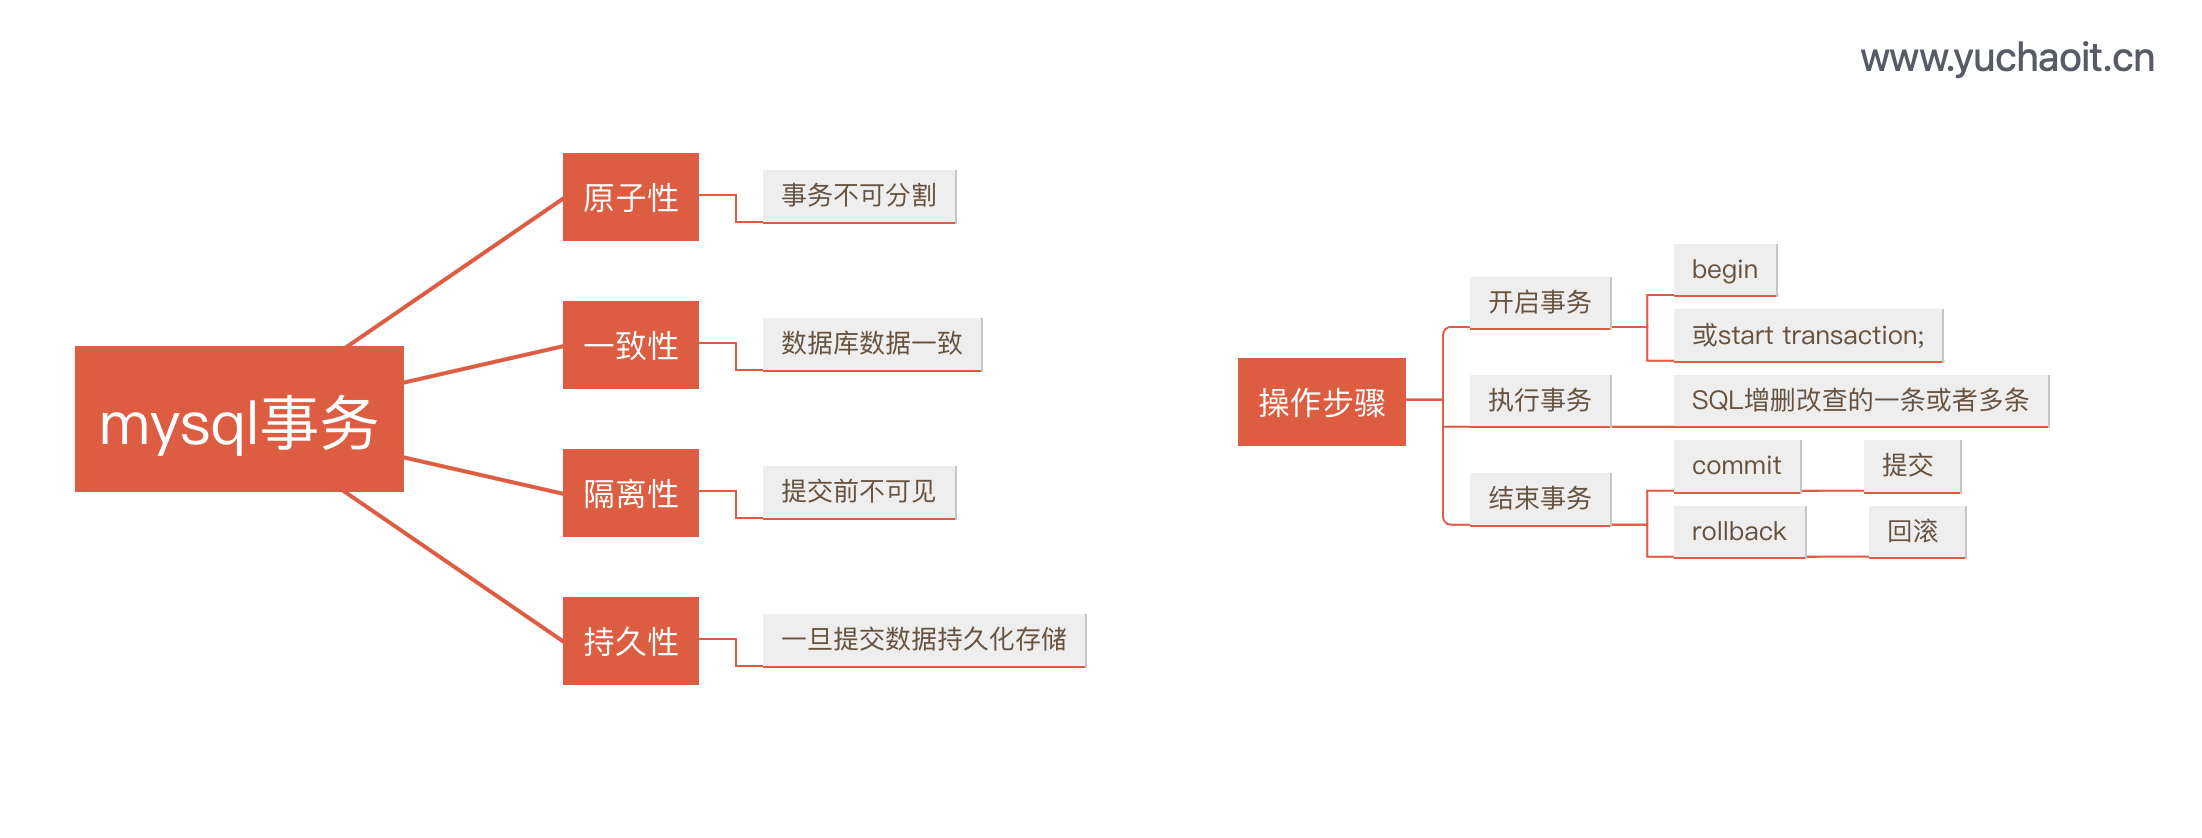 www.yuchaoit.cn
mysql事务
原子性
事务不可分割
一致性
数据库数据一致
隔离性
提交前不可见
持久性
一旦提交数据持久化存储
操作步骤
开启事务
begin
或start transaction;
执行事务
SQL增删改查的一条或者多条
结束事务
commit
提交
rollback
回滚